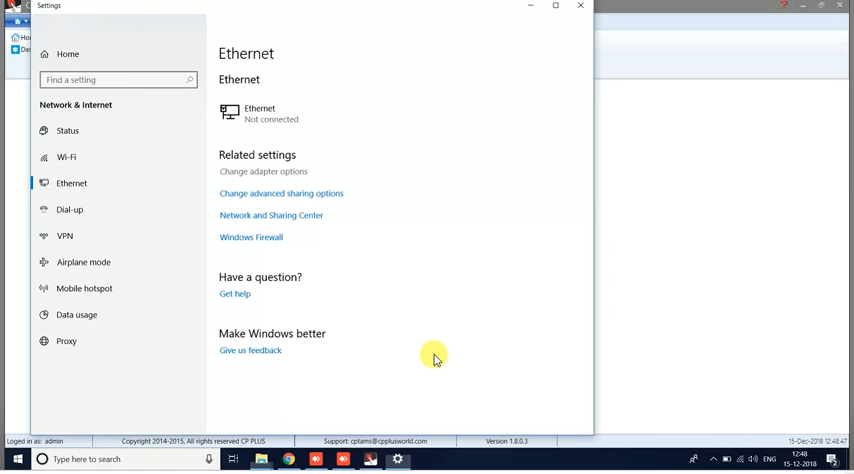 Settings
Home
Find a setting
Network & Internet
Status
Wi-Fi
Ethernet
Dial-up
VPN
Airplane mode
Mobile hotspot
Data usage
Proxy
Ethernet
Ethernet
Ethernet
Not connected
Related settings
Change adapter options
Change advanced sharing options
Network and Sharing Center
Windows Firewall
Have a question?
Get help
Make Windows better
Give us feedback
Loged in as: admin
Copyright 2014-2015, All rights reserved CP PLUS
Support: cptams@cpplusworld.com
Version 1.8.0.3
15-Dec-2018 12:48:47
Type here to search
ENG
12:48
15-12-2018
2